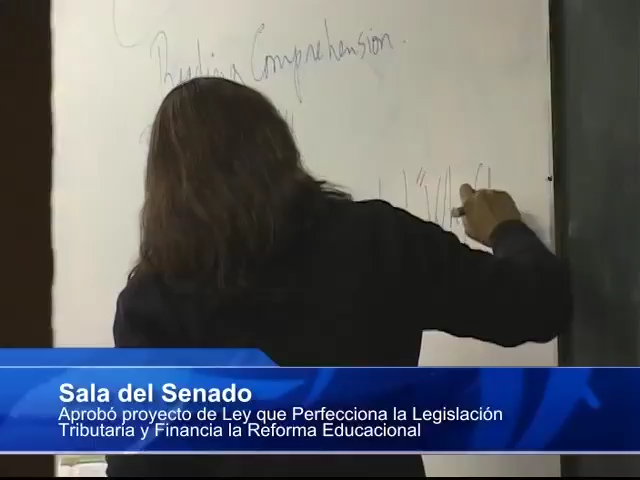 Reading Comprehension.
Sala del Senado
Aprobó proyecto de Ley que Perfecciona la Legislación
Tributaria y Financia la Reforma Educacional